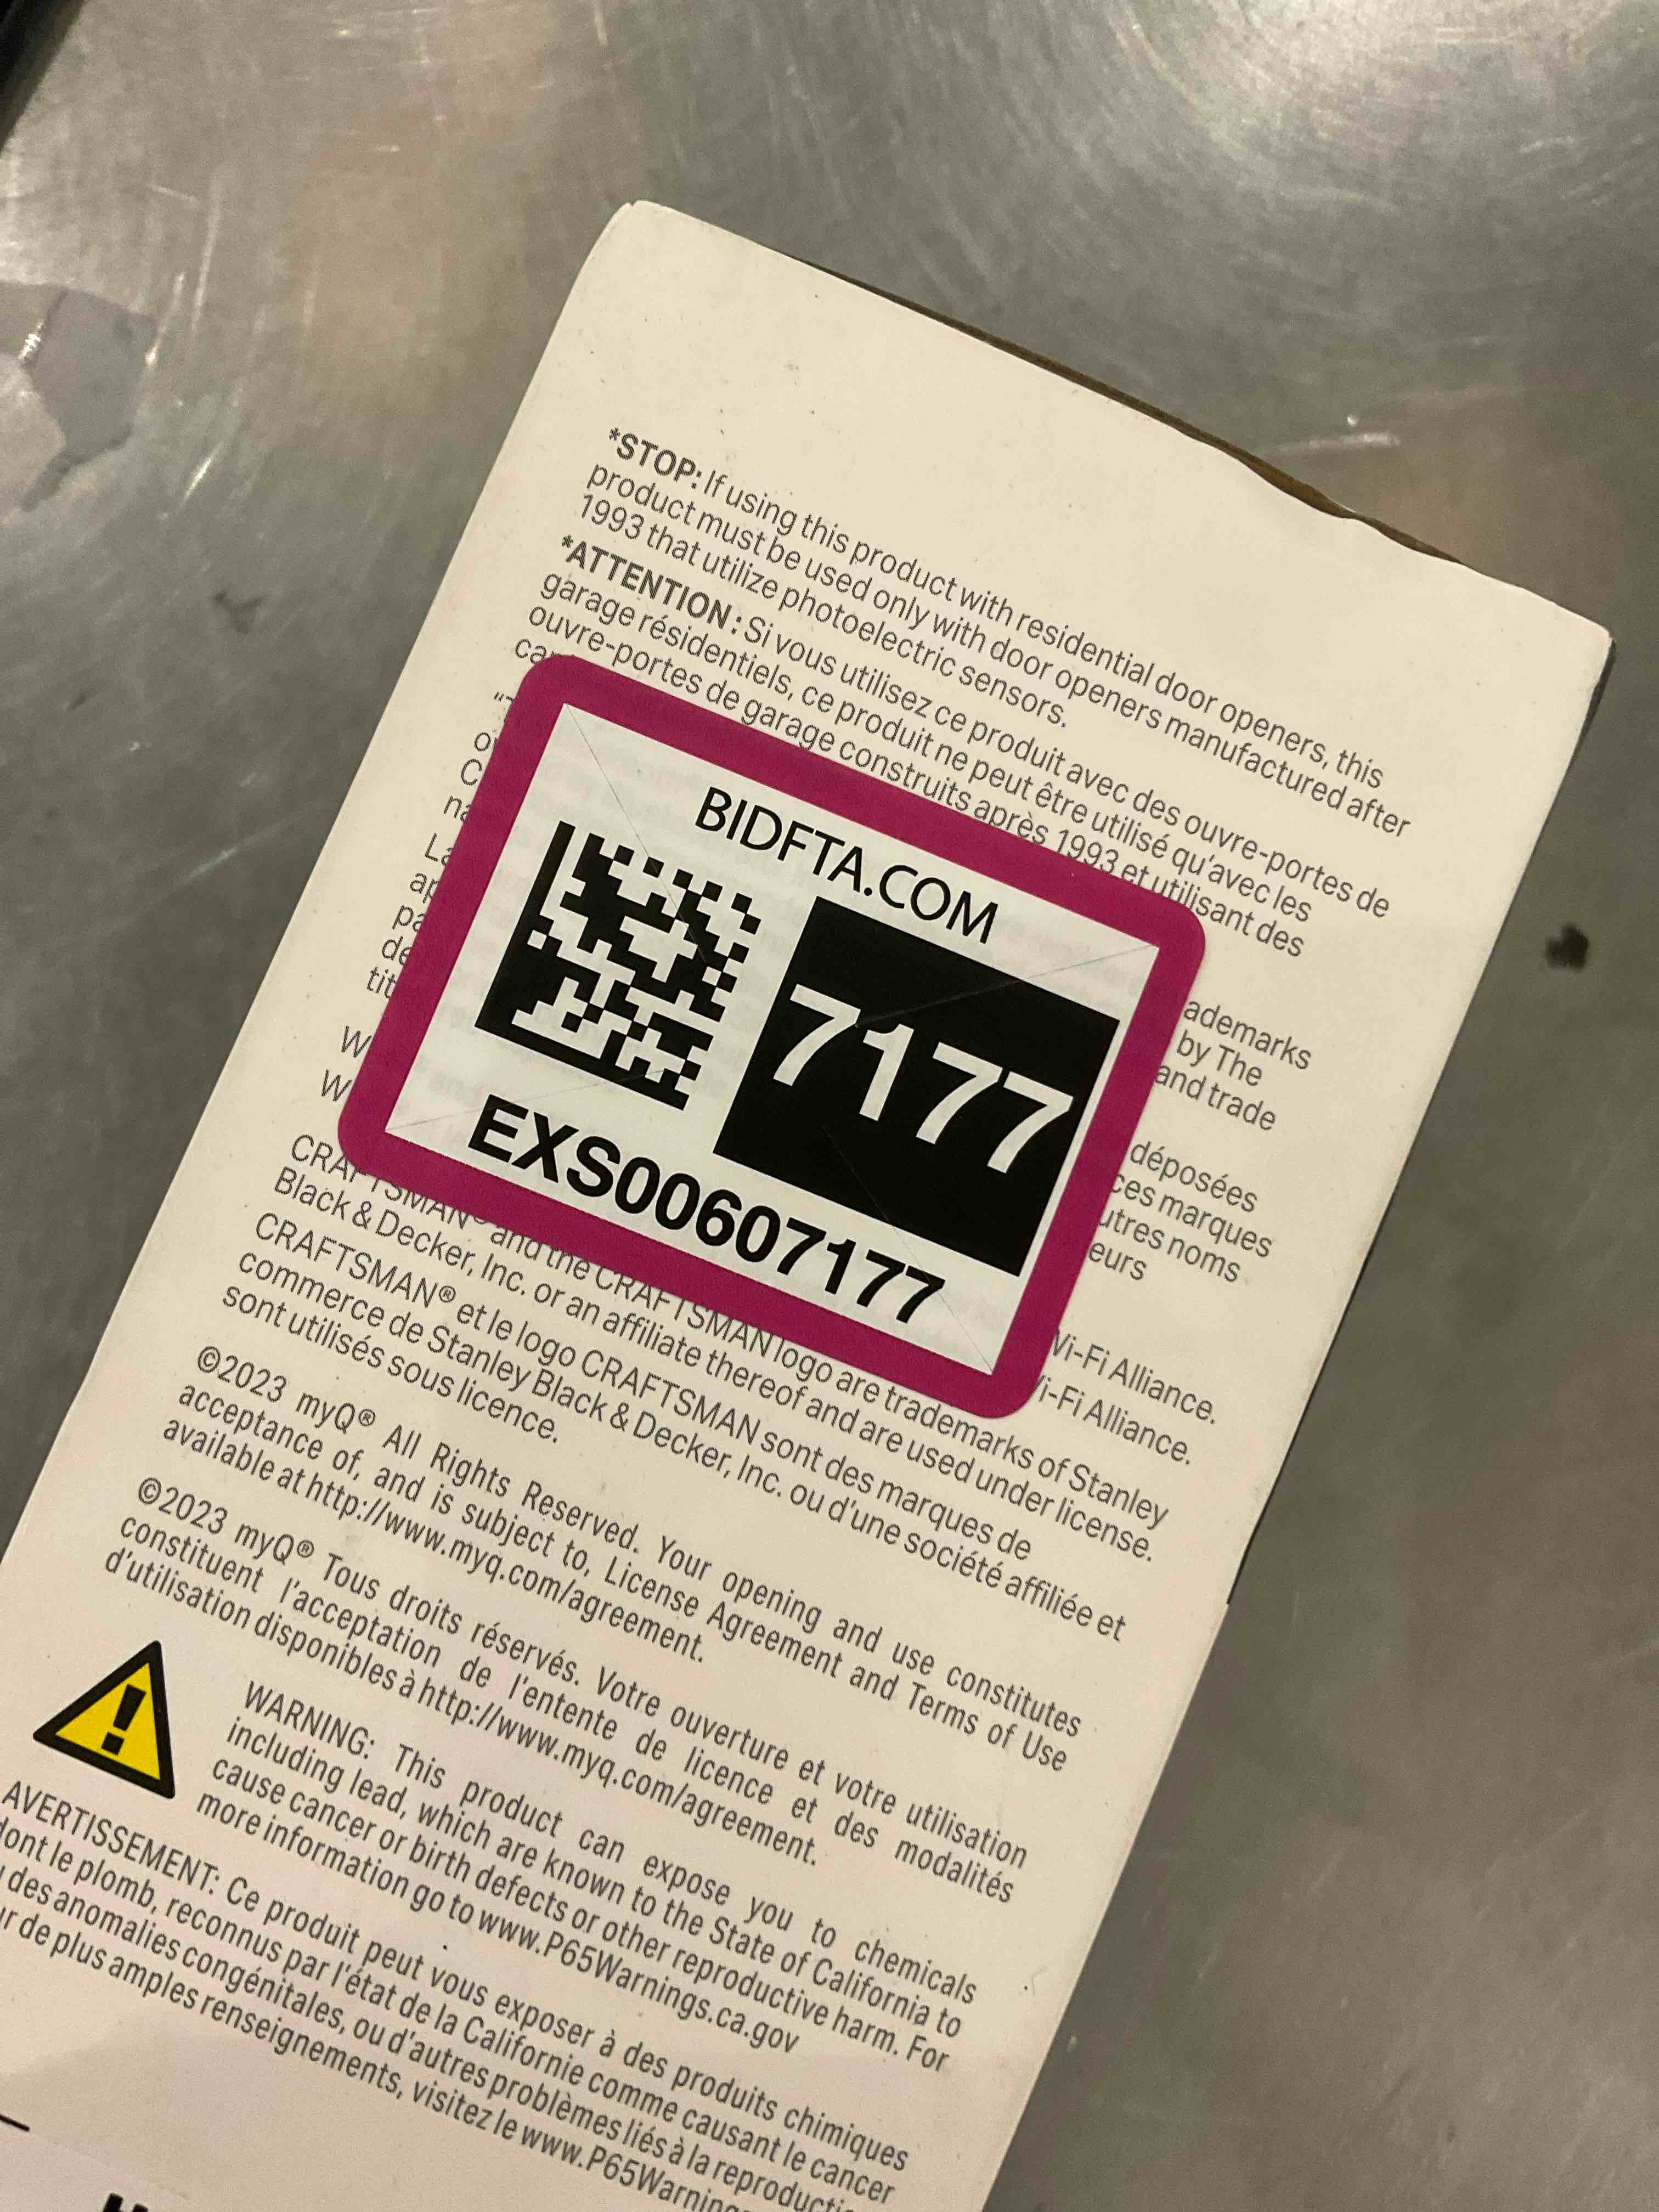 *STOP: If using this product with residential door openers, this
product must be used only with door openers manufactured after
1993 that utilize photoelectric sensors.
*ATTENTION : Si vous utilisez ce produit avec des ouvre-portes de
garage résidentiels, ce produit ne peut être utilisé qu'avec les
ouvre-portes de garage construits après 1993 et utilisant des
BIDFTA.COM
7177
EXS00607177
by The
and trade
déposées
ces marques
Wi-Fi Alliance.
Wi-Fi Alliance.
CRAFTSMAN® and the CRAFTSMAN logo are trademarks of Stanley
Black & Decker, Inc. or an affiliate thereof and are used under license.
CRAFTSMAN® et le logo CRAFTSMAN sont des marques de
commerce de Stanley Black & Decker, Inc. ou d'une société affiliée et
sont utilisés sous licence.
©2023 myQ® All Rights Reserved. Your opening and use constitutes
acceptance of, and is subject to, License Agreement and Terms of Use
available at http://www.myq.com/agreement.
©2023 myQ® Tous droits réservés. Votre ouverture et votre utilisation
constituent l'acceptation de l'entente de licence et des modalités
d'utilisation disponibles à http://www.myq.com/agreement.
WARNING: This product can expose you to chemicals
including lead, which are known to the State of California to
cause cancer or birth defects or other reproductive harm. For
more information go to www.P65Warnings.ca.gov
AVERTISSEMENT: Ce produit peut vous exposer à des produits chimiques
dont le plomb, reconnus par l'état de la Californie comme causant le cancer
des anomalies congénitales, ou d'autres problèmes liés à la
de plus amples renseignements, visitez le